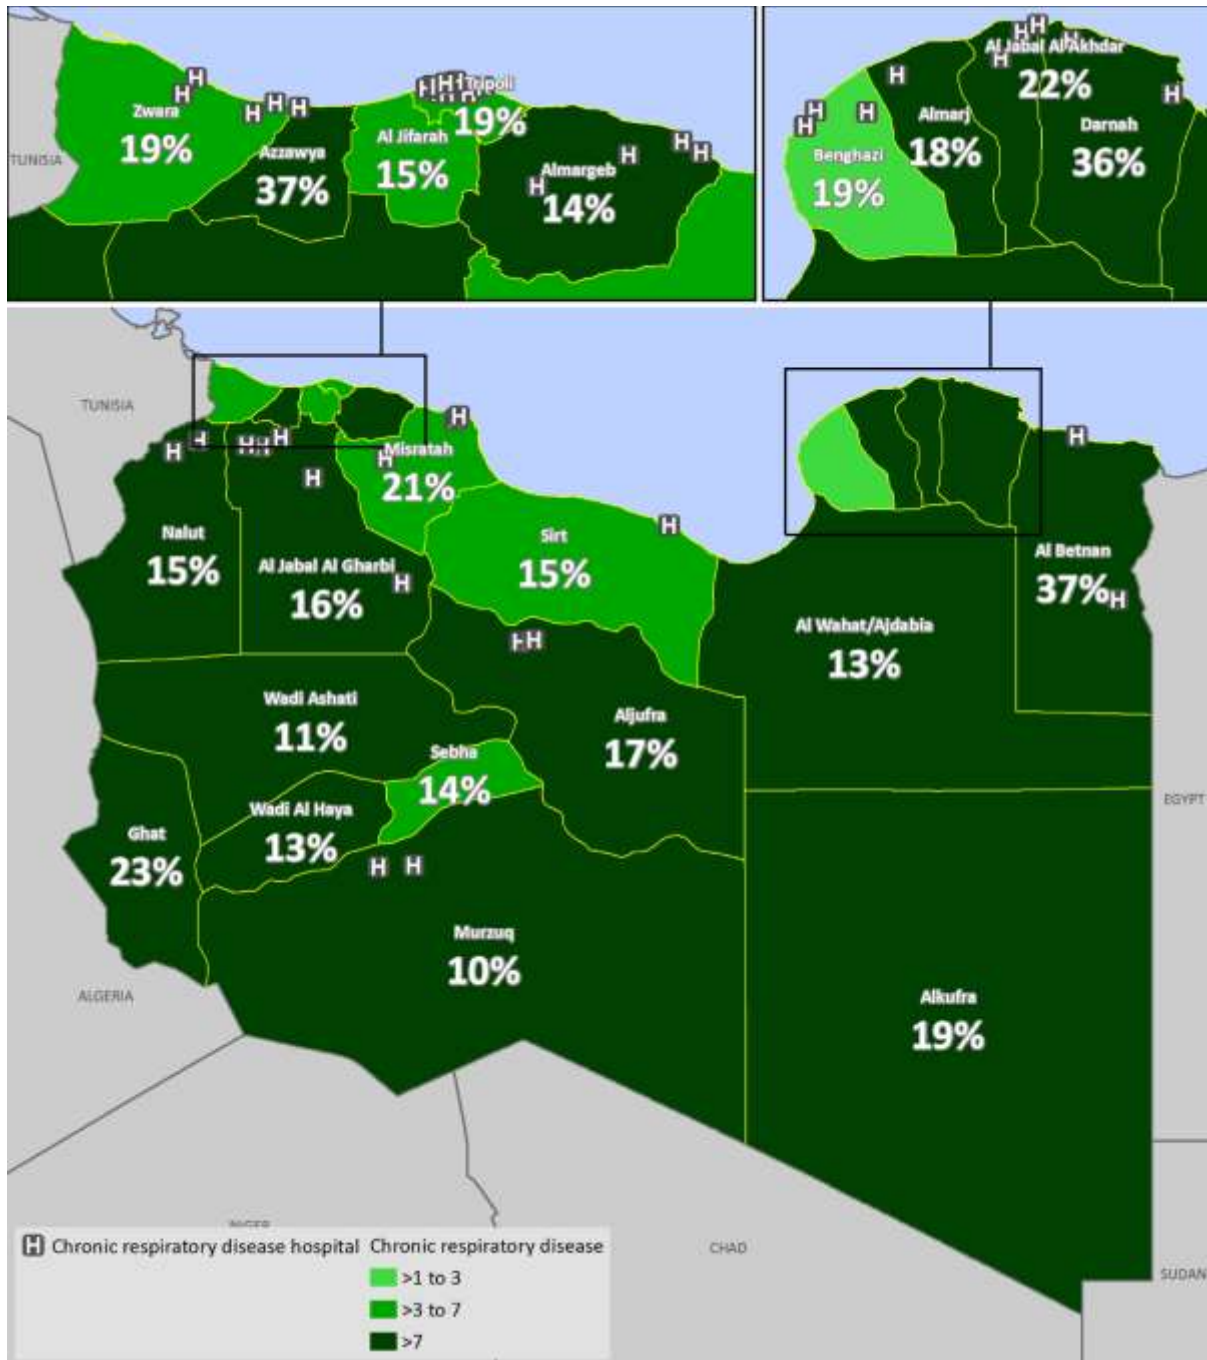 Zwara
19%
TUNISIA
Azzawya
37%
Al Jifarah
15%
Tripoli
19%
Almargeb
14%
Al Jabal Al Akhdar
22%
Almarj
18%
Darnah
36%
Benghazi
19%
TUNISIA
Misratah
21%
Nalut
15%
Al Jabal Al Gharbi
16%
Sirt
15%
Al Betnan
37%
Al Wahat/Ajdabia
13%
Wadi Ashati
11%
Aljufra
17%
Sebha
14%
Wadi Al Haya
13%
Ghat
23%
EGYPT
Murzuq
10%
Alkufra
19%
ALGERIA
NIGER
CHAD
SUDAN
H Chronic respiratory disease hospital
Chronic respiratory disease
>1 to 3
>3 to 7
>7